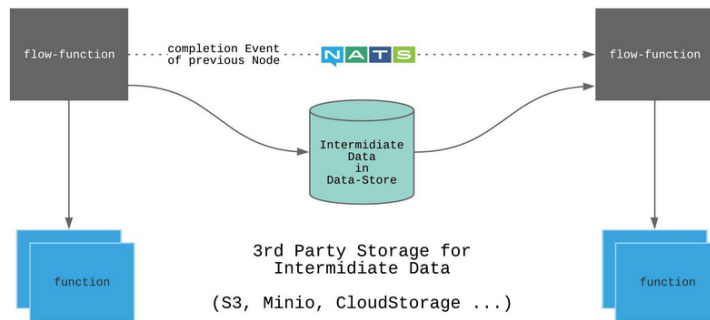 flow-function
completion Event
of previous Node
NATS
flow-function
Intermidiate
Data
in
Data-Store
function
3rd Party Storage for
Intermidiate Data
(S3, Minio, CloudStorage ...)
function